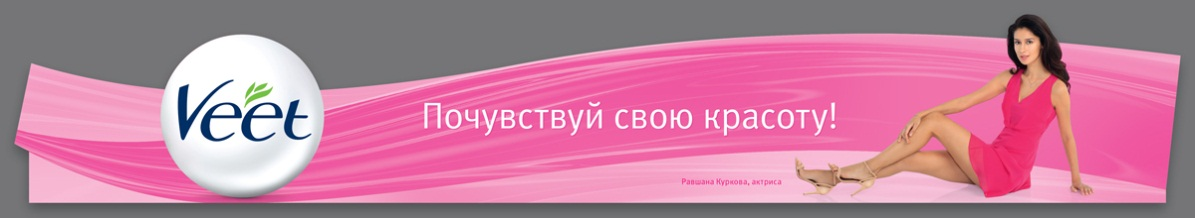 Veet
Почувствуй свою красоту!
Равшана Куркова, актриса